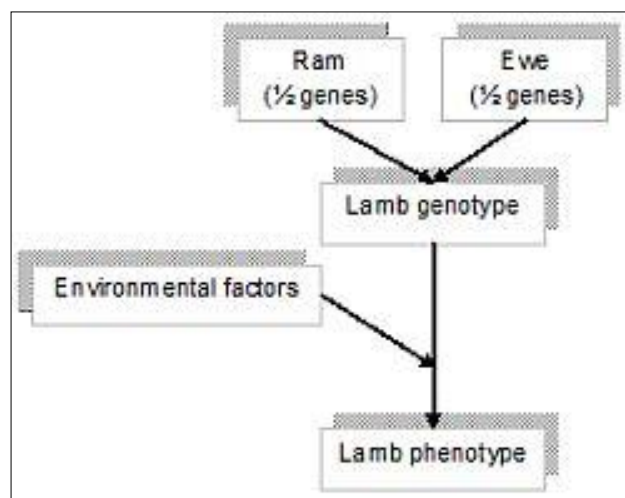 Ram
(½ genes)
Ewe
(½ genes)
Lamb genotype
Environmental factors
Lamb phenotype